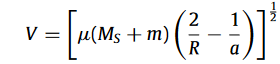 V = [μ(M_S + m)(2/R − 1/a)]^{1/2}